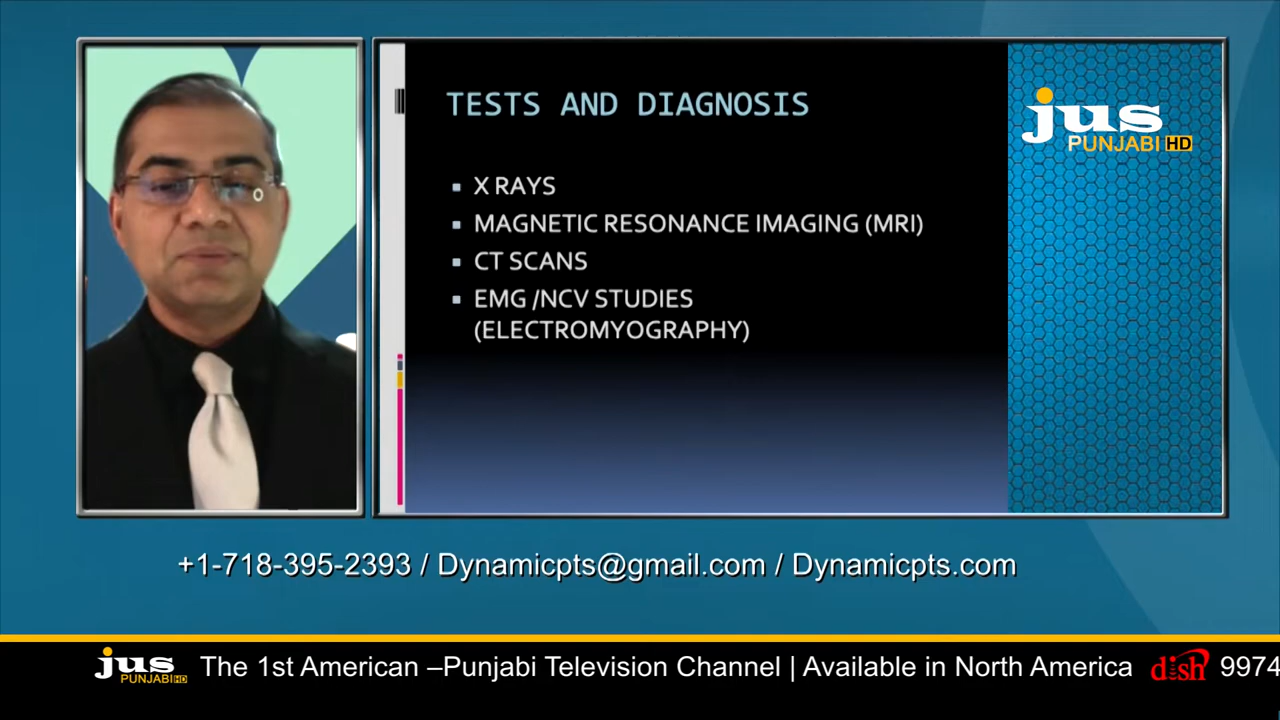 TESTS AND DIAGNOSIS
X RAYS
MAGNETIC RESONANCE IMAGING (MRI)
CT SCANS
EMG /NCV STUDIES
(ELECTROMYOGRAPHY)
jus
PUNJABI HD
+1-718-395-2393 / Dynamicpts@gmail.com / Dynamicpts.com
jus
PUNJABI HD
The 1st American –Punjabi Television Channel | Available in North America
dish 9974